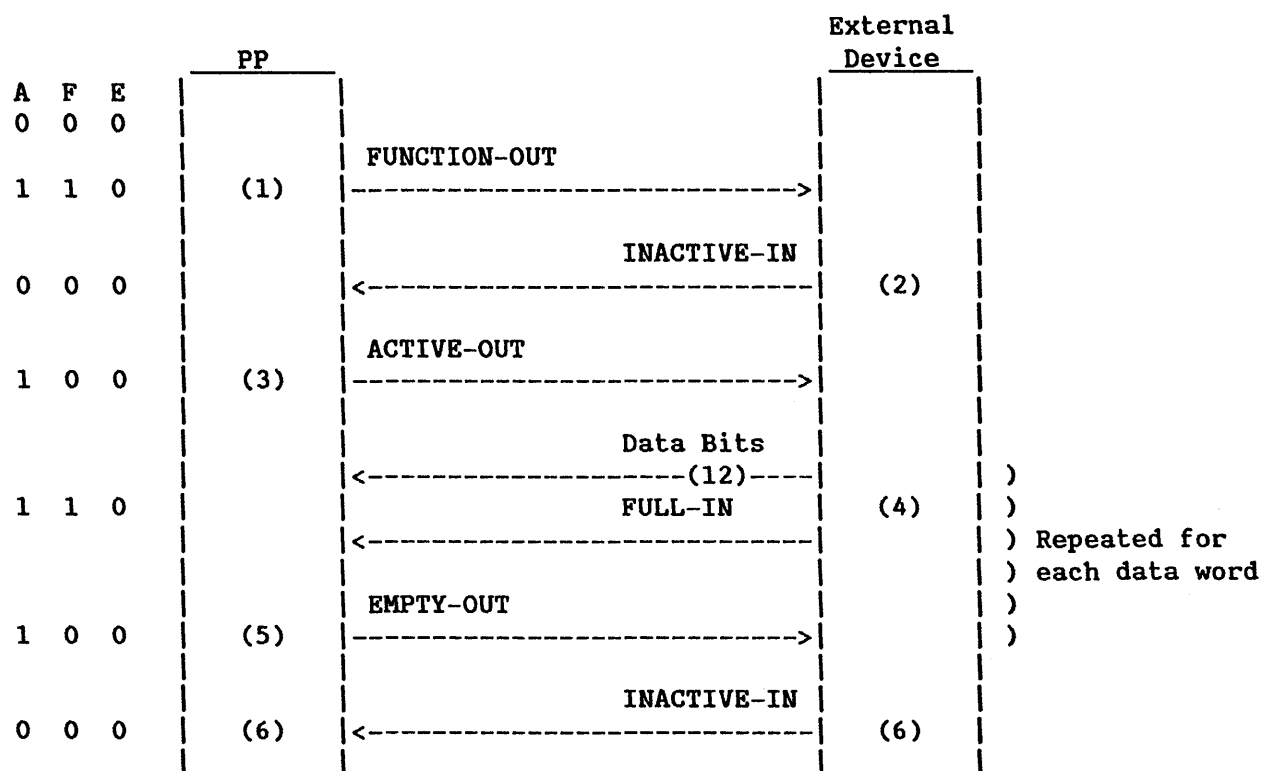 External
PP Device
A F E
0 0 0
FUNCTION-OUT
1 1 0 (1) ---------------------------->
INACTIVE-IN
0 0 0 <---------------------------- (2)
ACTIVE-OUT
1 0 0 (3) ---------------------------->
Data Bits
<--------------------(12)---- )
1 1 0 FULL-IN (4) )
<---------------------------- ) Repeated for
) each data word
EMPTY-OUT )
1 0 0 (5) ----------------------------> )
INACTIVE-IN
0 0 0 (6) <---------------------------- (6)